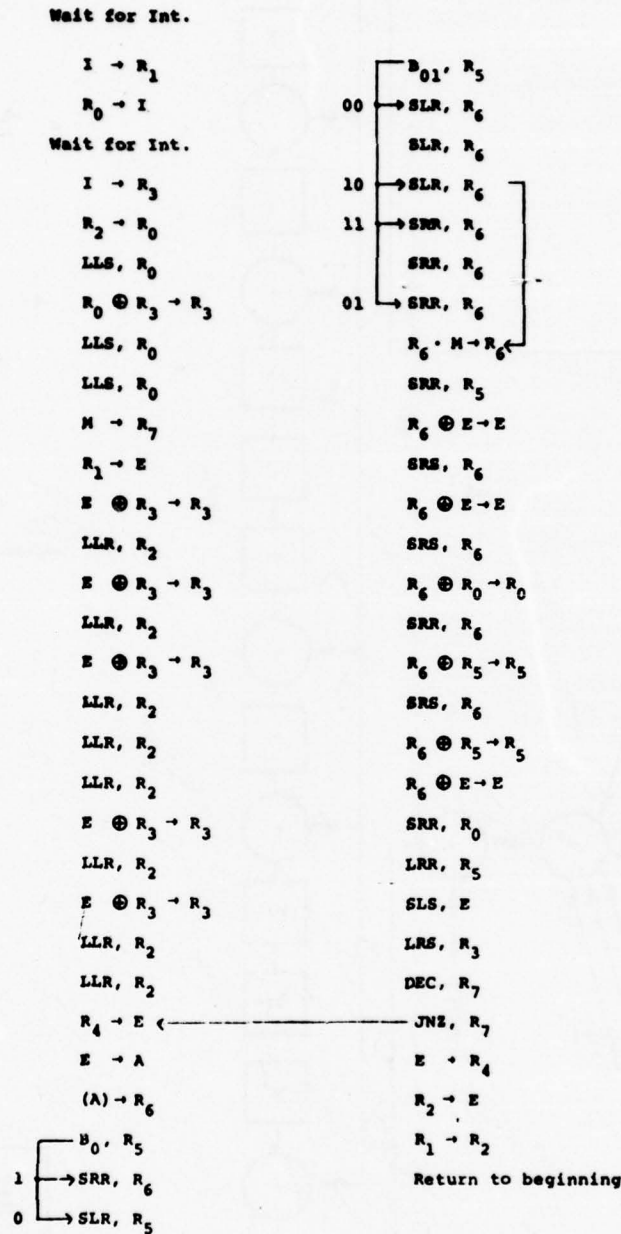 Wait for Int.
I → R1
R0 → I
Wait for Int.
I → R3
R2 → R0
LLS, R0
R0 ⊕ R3 → R3
LLS, R0
LLS, R0
M → R7
R1 → E
E ⊕ R3 → R3
LLR, R2
E ⊕ R3 → R3
LLR, R2
E ⊕ R3 → R3
LLR, R2
LLR, R2
LLR, R2
E ⊕ R3 → R3
LLR, R2
E ⊕ R3 → R3
LLR, R2
LLR, R2
R4 → E
E → A
(A) → R6
B0, R5
1 SRR, R6
0 SLR, R5
B01, R5
00 SLR, R6
SLR, R6
10 SLR, R6
11 SRR, R6
SRR, R6
01 SRR, R6
R6 · M → R6
SRR, R5
R6 ⊕ E → E
SRS, R6
R6 ⊕ E → E
SRS, R6
R6 ⊕ R0 → R0
SRR, R6
R6 ⊕ R5 → R5
SRS, R6
R6 ⊕ R5 → R5
R6 ⊕ E → E
SRR, R0
LRR, R5
SLS, E
LRS, R3
DEC, R7
JNZ, R7
E → R4
R2 → E
R1 → R2
Return to beginning